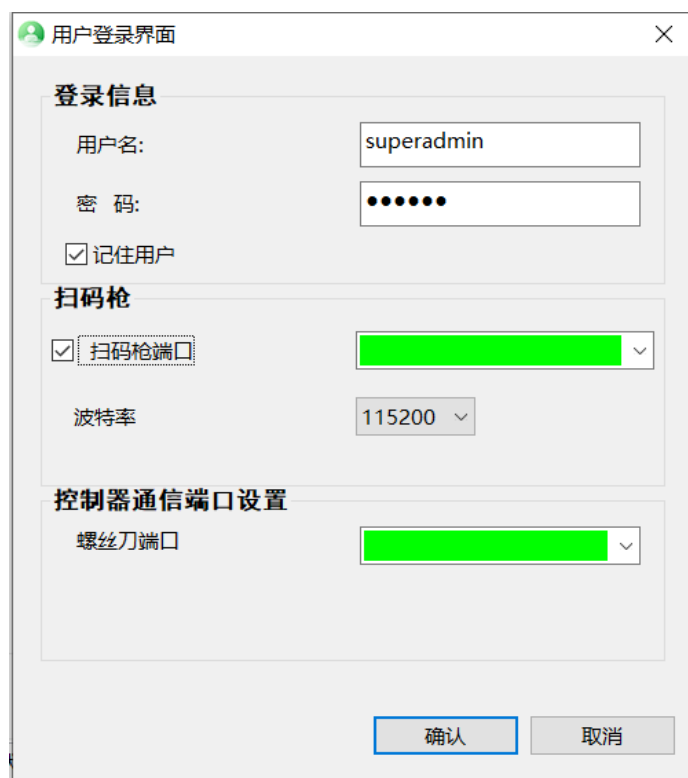 用户登录界面
登录信息
用户名:
superadmin
密 码:
••••••
记住用户
扫码枪
扫码枪端口
波特率
115200
控制器通信端口设置
螺丝刀端口
确认
取消